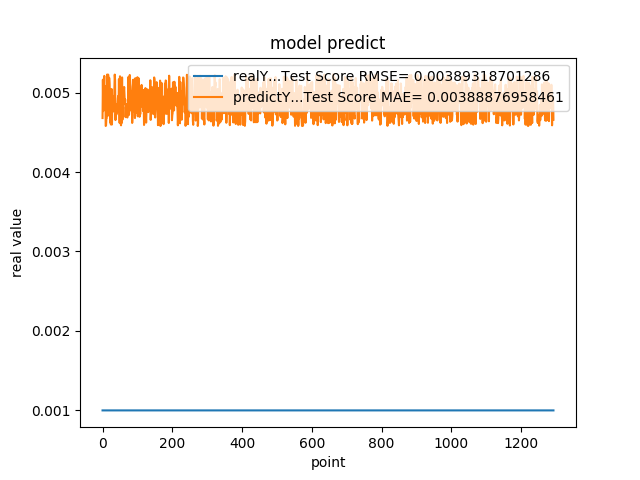 model predict
realY...Test Score RMSE= 0.00389318701286
predictY...Test Score MAE= 0.00388876958461
0.005
0.004
0.003
0.002
0.001
real value
0 200 400 600 800 1000 1200
point